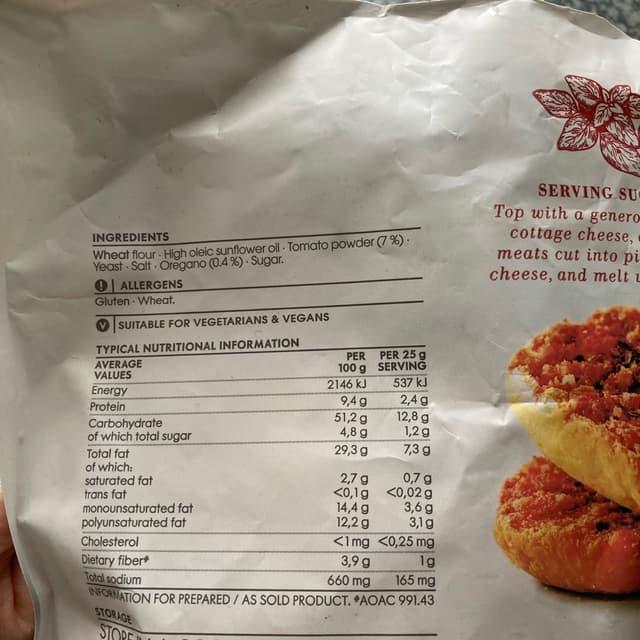 INGREDIENTS
Wheat flour · High oleic sunflower oil · Tomato powder (7 %) ·
Yeast · Salt · Oregano (0.4 %) · Sugar.
! ALLERGENS
Gluten · Wheat.
V SUITABLE FOR VEGETARIANS & VEGANS
TYPICAL NUTRITIONAL INFORMATION
AVERAGE VALUES PER 100 g PER 25 g SERVING
Energy 2146 kJ 537 kJ
Protein 9,4 g 2,4 g
Carbohydrate 51,2 g 12,8 g
of which total sugar 4,8 g 1,2 g
Total fat 29,3 g 7,3 g
of which:
saturated fat 2,7 g 0,7 g
trans fat <0,1 g <0,02 g
monounsaturated fat 14,4 g 3,6 g
polyunsaturated fat 12,2 g 3,1 g
Cholesterol <1 mg <0,25 mg
Dietary fiber# 3,9 g 1 g
Total sodium 660 mg 165 mg
INFORMATION FOR PREPARED / AS SOLD PRODUCT. #AOAC 991.43
STORAGE
SERVING
Top with a
cottage cheese,
meats cut into
cheese, and melt